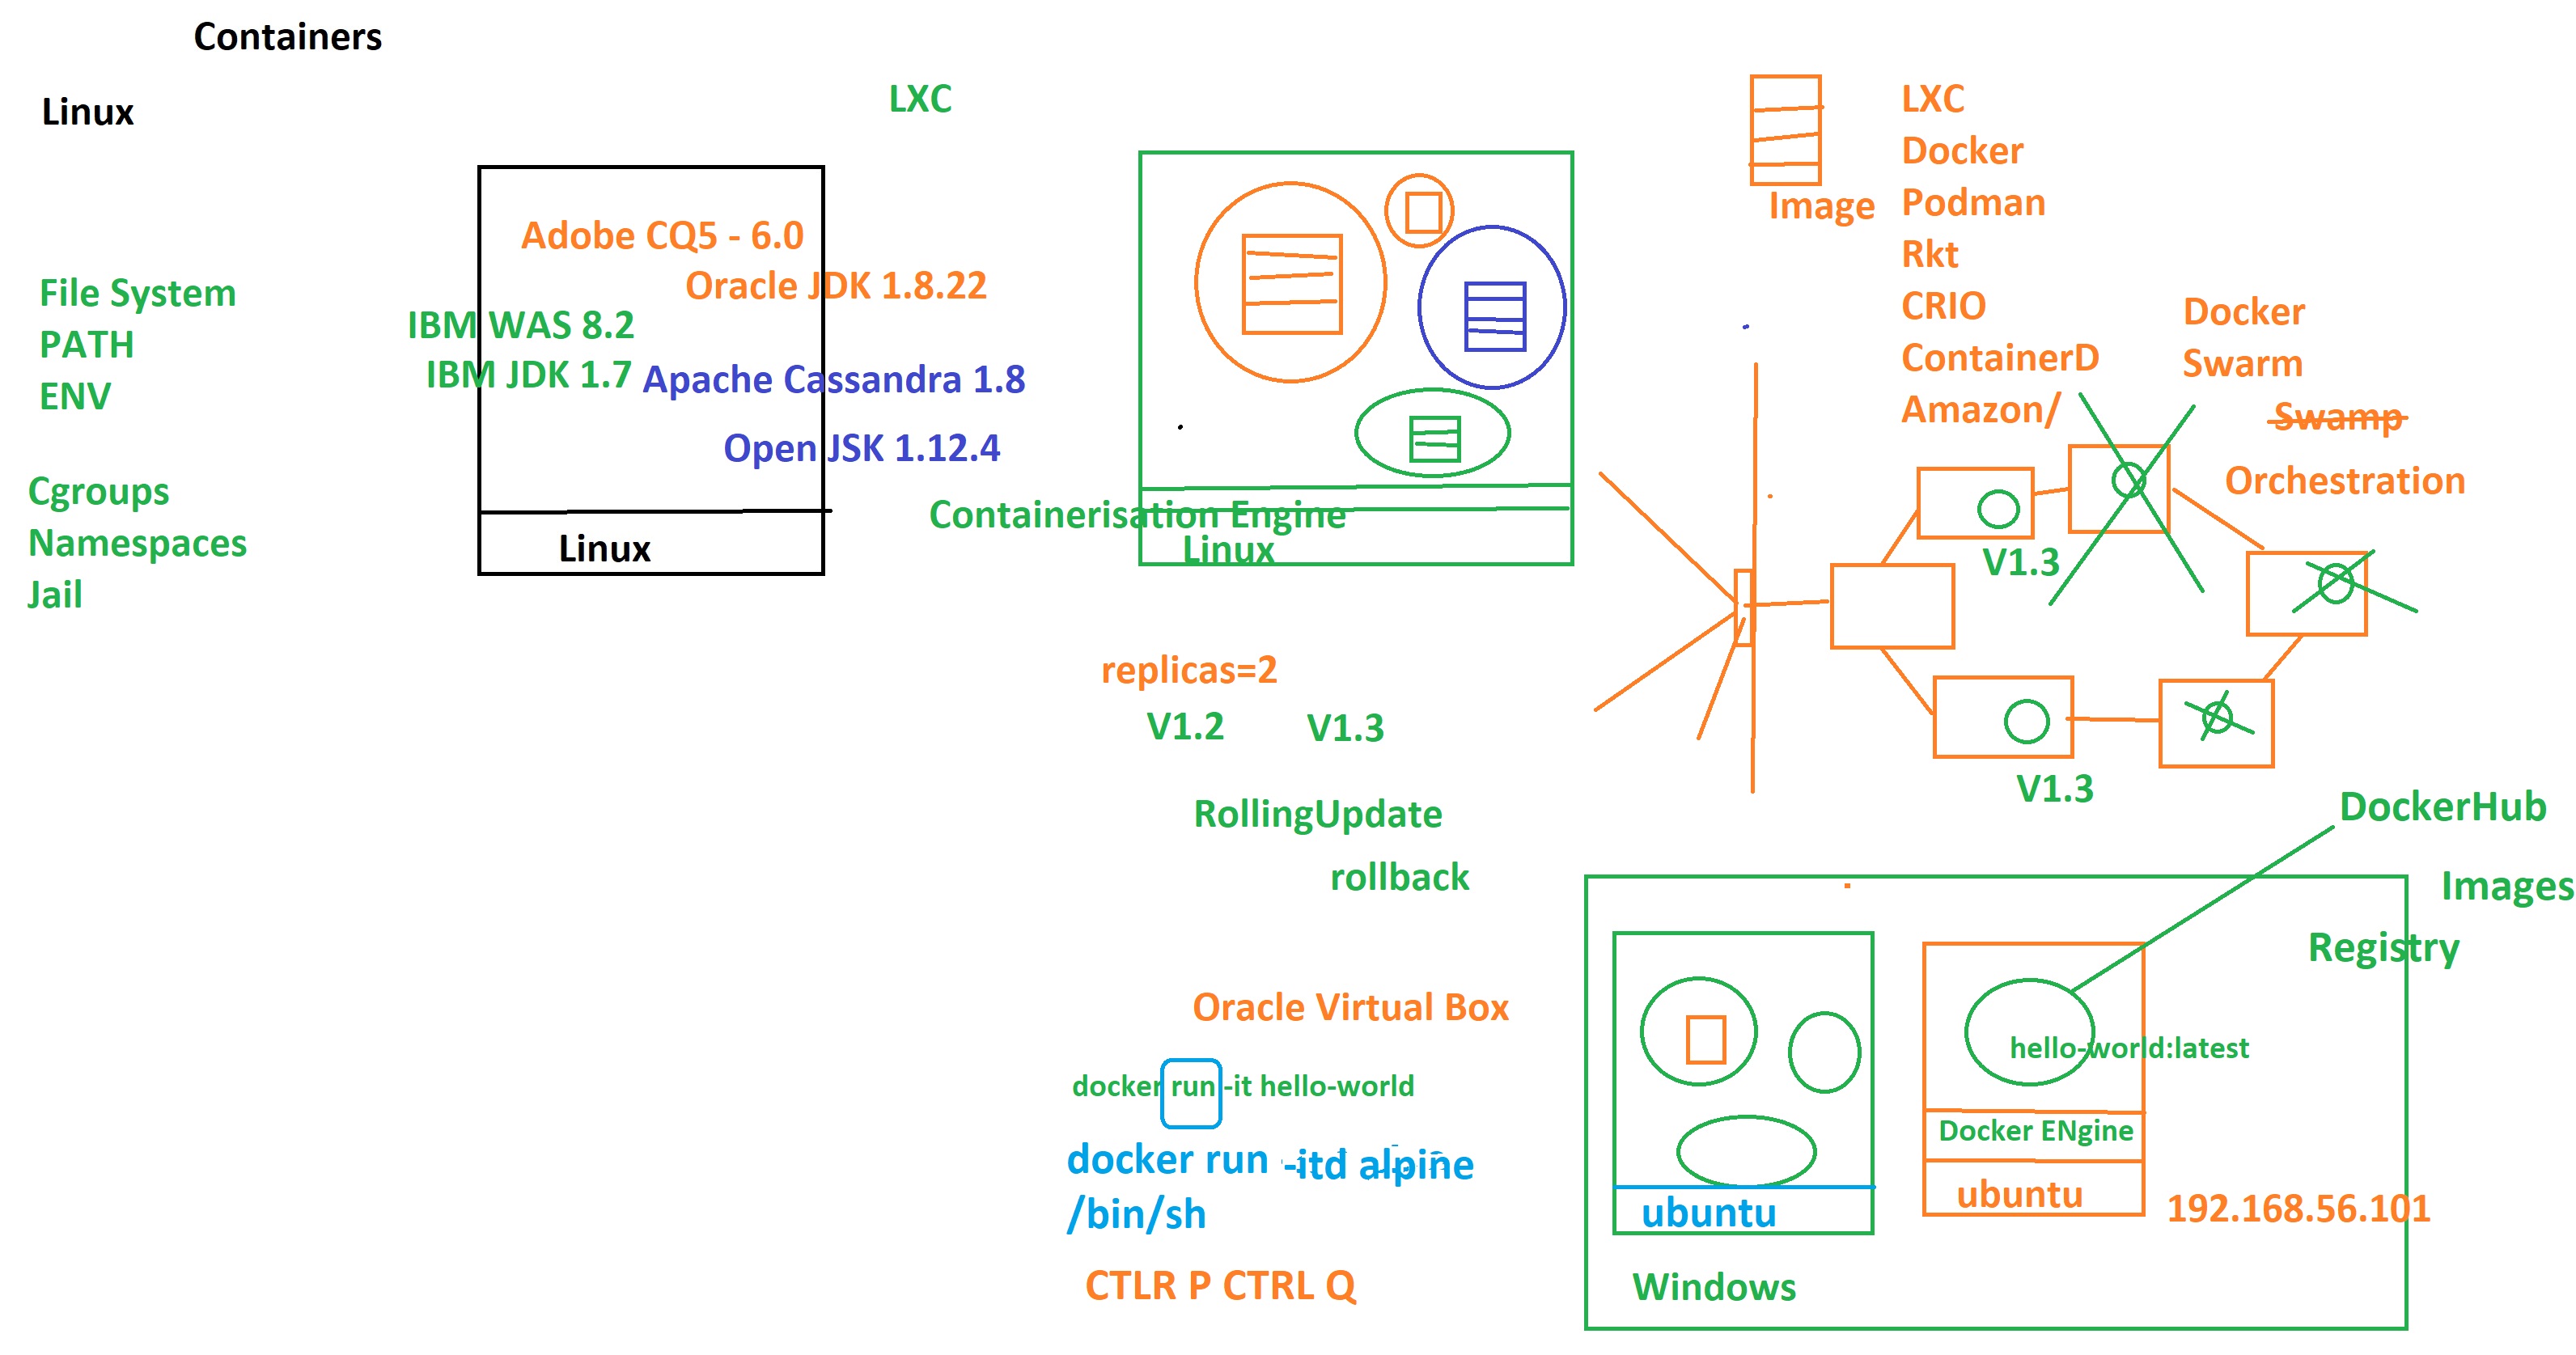 Containers
Linux
File System
PATH
ENV
Cgroups
Namespaces
Jail
Adobe CQ5 - 6.0
Oracle JDK 1.8.22
IBM WAS 8.2
IBM JDK 1.7
Apache Cassandra 1.8
Open JSK 1.12.4
Linux
LXC
Containerisation Engine
Linux
Image
LXC
Docker
Podman
Rkt
CRIO
ContainerD
Amazon/
Docker
Swarm
Swamp
Orchestration
V1.3
V1.3
replicas=2
V1.2
V1.3
RollingUpdate
rollback
Oracle Virtual Box
docker run -it hello-world
docker run -itd alpine
/bin/sh
CTLR P CTRL Q
DockerHub
Images
Registry
hello-world:latest
Docker ENgine
ubuntu
ubuntu
192.168.56.101
Windows